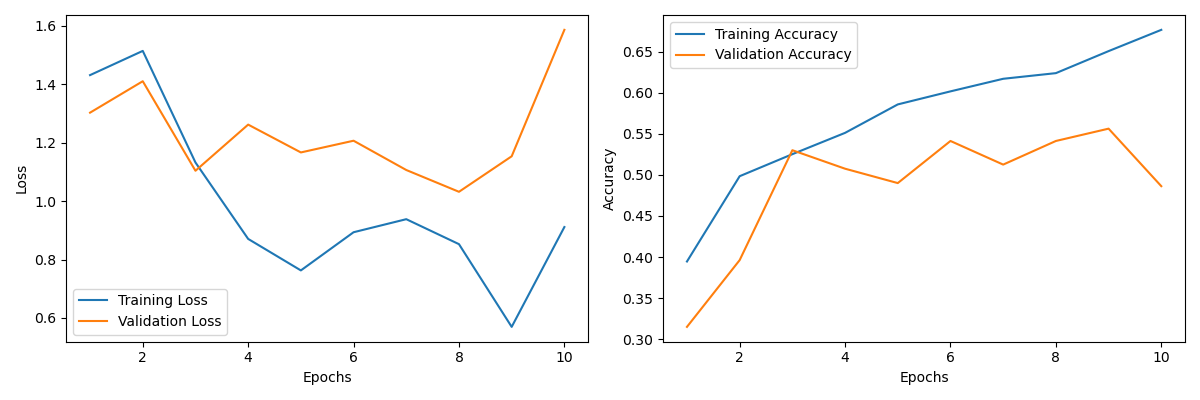 1.6
1.4
1.2
1.0
0.8
0.6
Loss
Training Loss
Validation Loss
2 4 6 8 10
Epochs
Training Accuracy
Validation Accuracy
0.65
0.60
0.55
0.50
0.45
0.40
0.35
0.30
Accuracy
2 4 6 8 10
Epochs